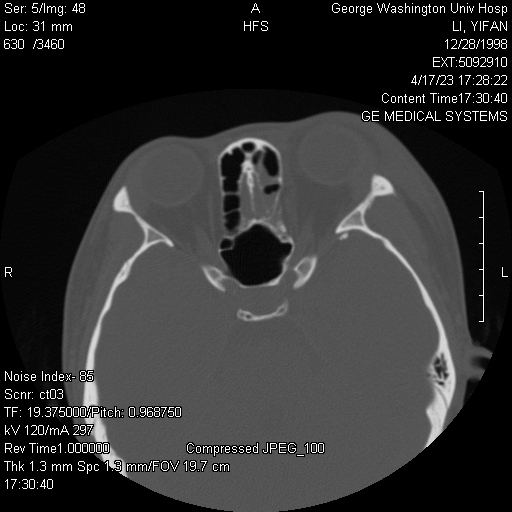 Ser: 5/Img: 48
Loc: 31 mm
630 /3460
A
HFS
George Washington Univ Hosp
LI, YIFAN
12/28/1998
EXT:5092910
4/17/23 17:28:22
Content Time17:30:40
GE MEDICAL SYSTEMS
R
L
Noise Index- 85
Scnr: ct03
TF: 19.375000/Pitch: 0.968750
kV 120/mA 297
Rev Time1.000000
Compressed JPEG_100
Thk 1.3 mm Spc 1.3 mm/FOV 19.7 cm
17:30:40